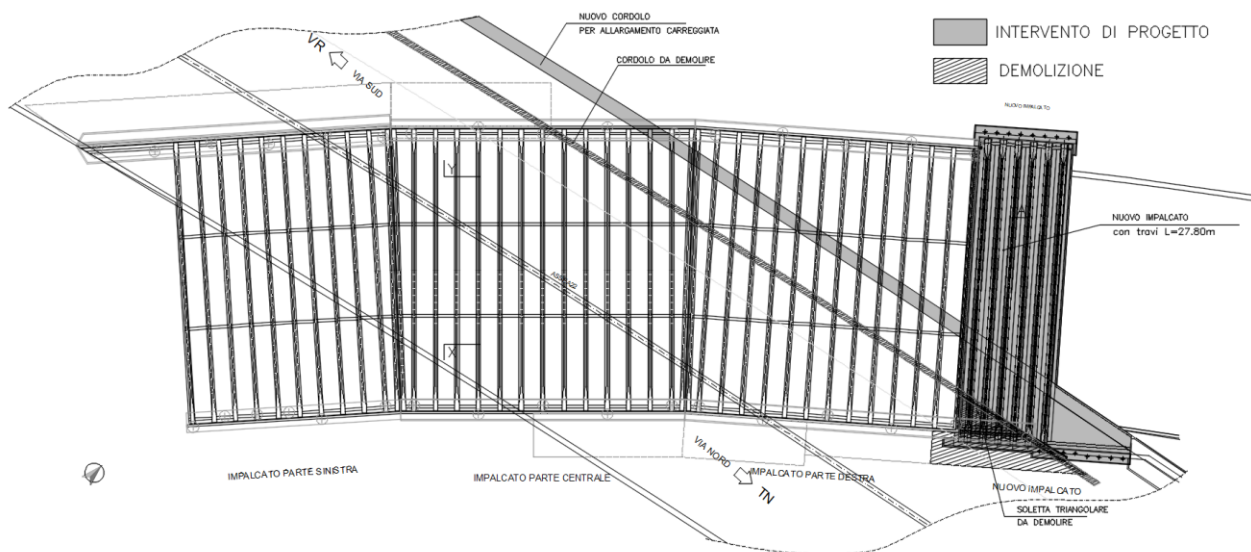 NUOVO CORDOLO
PER ALLARGAMENTO CARREGGIATA
INTERVENTO DI PROGETTO
VR
VIA SUD
CORDOLO DA DEMOLIRE
DEMOLIZIONE
NUOVO IMPALCATO
Y
A
NUOVO IMPALCATO
con travi L=27.80m
X
VIA NORD
TN
IMPALCATO PARTE SINISTRA
IMPALCATO PARTE CENTRALE
IMPALCATO PARTE DESTRA
NUOVO IMPALCATO
SOLETTA TRIANGOLARE
DA DEMOLIRE